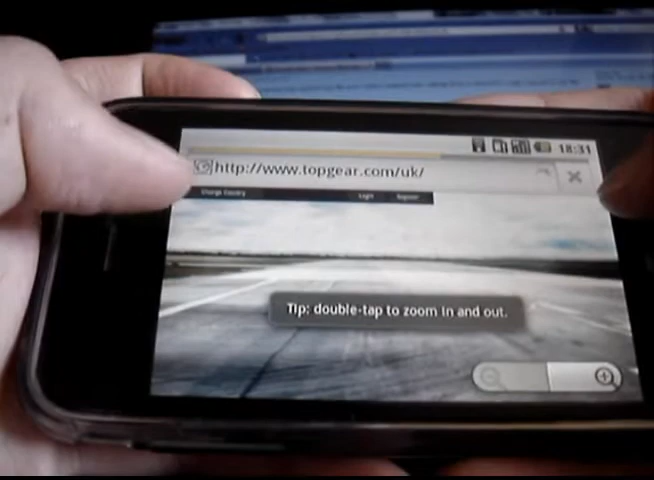 18:31
http://www.topgear.com/uk/
Change Country Login Register
Tip: double-tap to zoom in and out.